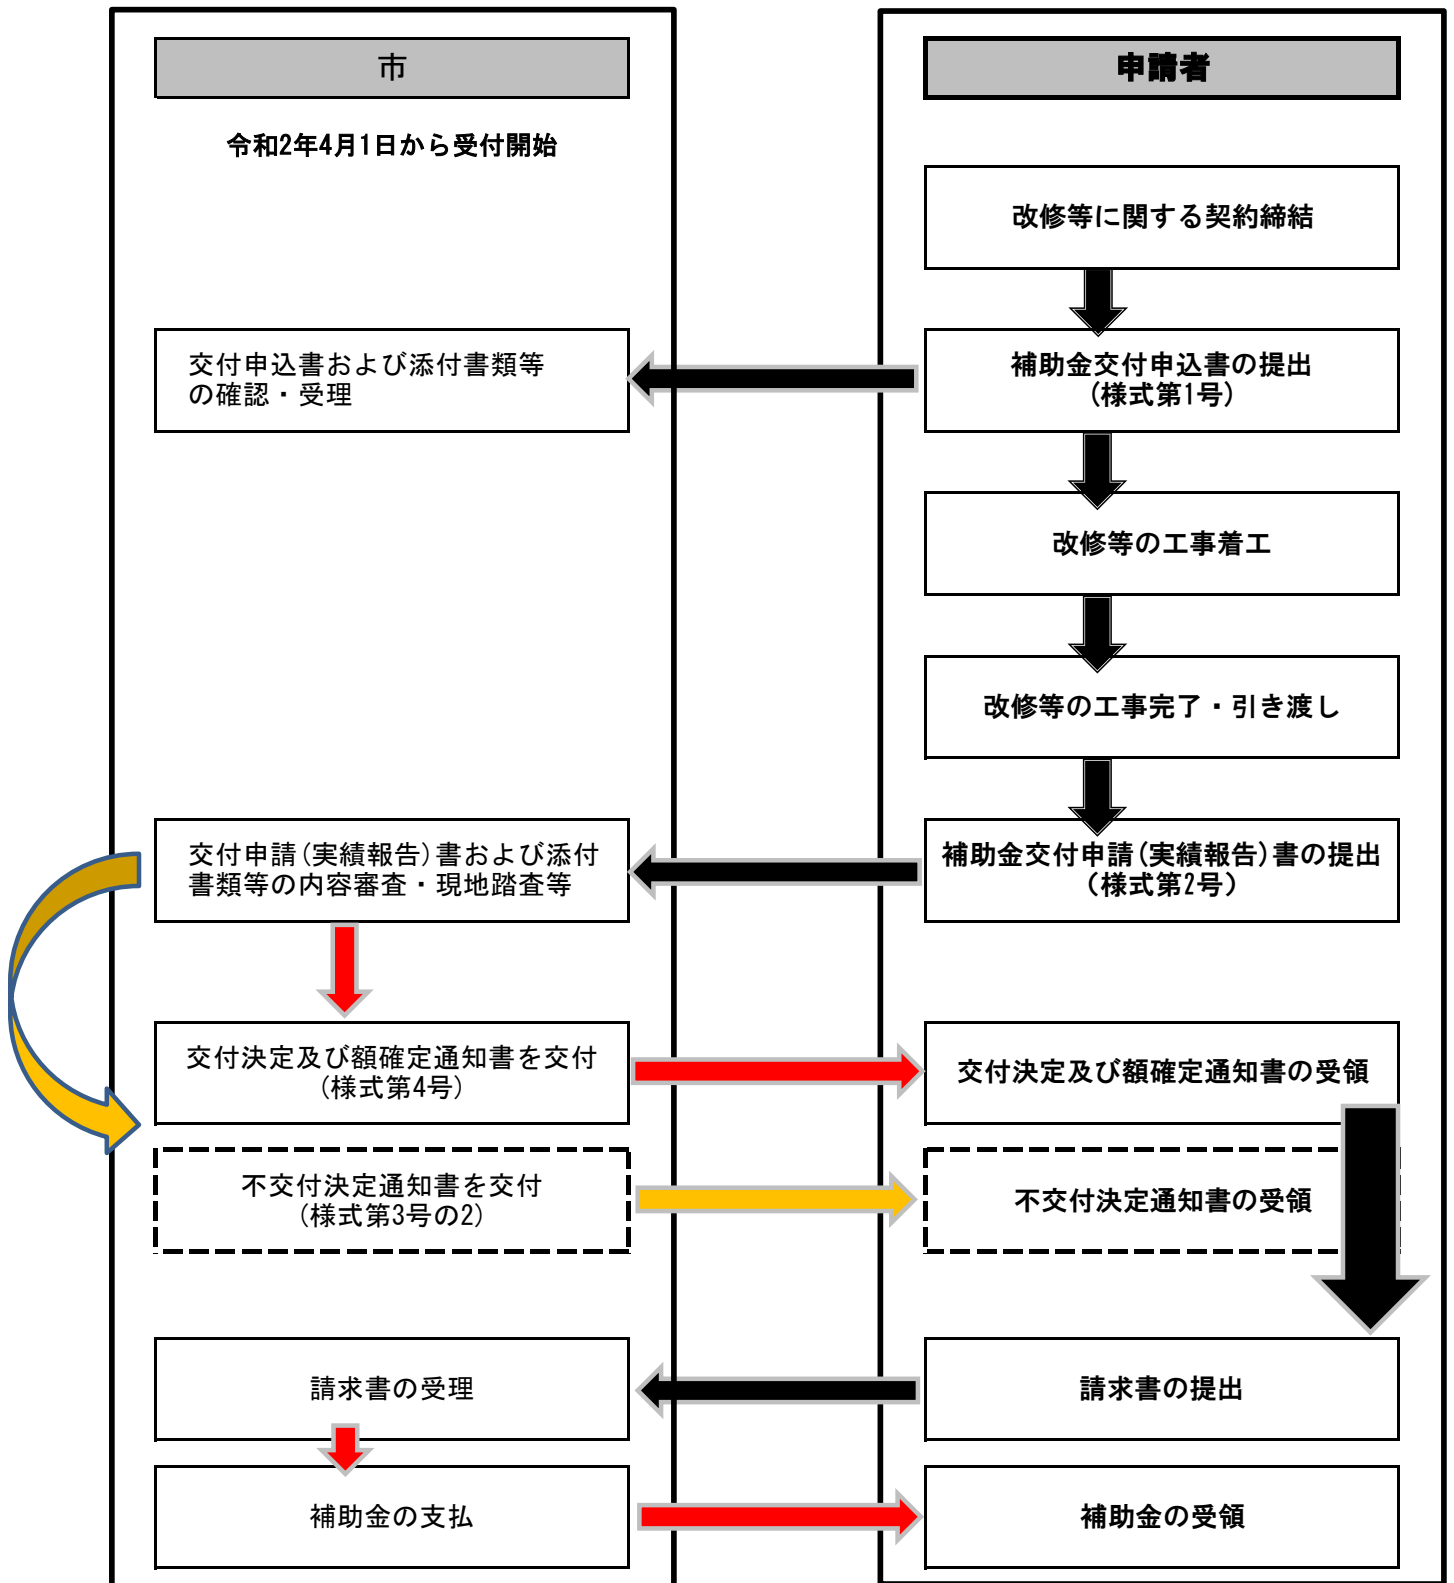 市
申請者
令和2年4月1日から受付開始
改修等に関する契約締結
交付申込書および添付書類等
の確認・受理
補助金交付申込書の提出
(様式第1号)
改修等の工事着工
改修等の工事完了・引き渡し
交付申請(実績報告)書および添付
書類等の内容審査・現地踏査等
補助金交付申請(実績報告)書の提出
(様式第2号)
交付決定及び額確定通知書を交付
(様式第4号)
交付決定及び額確定通知書の受領
不交付決定通知書を交付
(様式第3号の2)
不交付決定通知書の受領
請求書の受理
請求書の提出
補助金の支払
補助金の受領